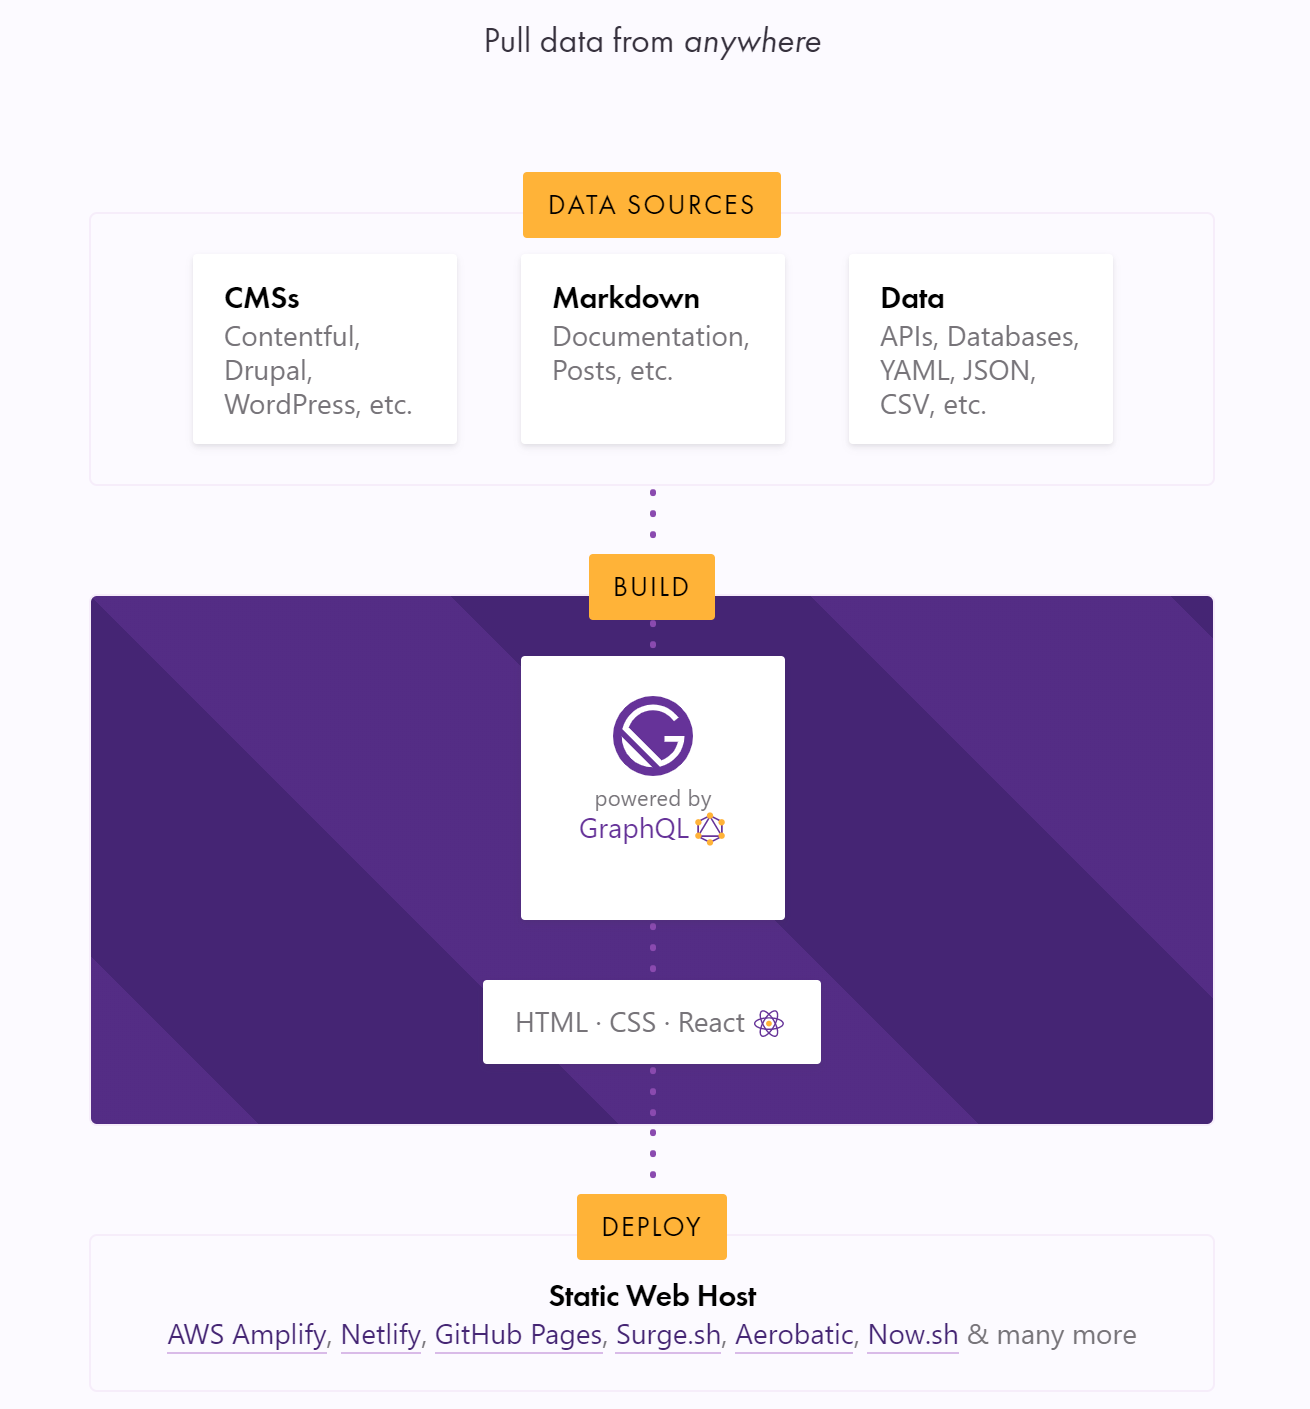 Pull data from anywhere
DATA SOURCES
CMSs
Contentful,
Drupal,
WordPress, etc.
Markdown
Documentation,
Posts, etc.
Data
APIs, Databases,
YAML, JSON,
CSV, etc.
BUILD
powered by
GraphQL
HTML · CSS · React
DEPLOY
Static Web Host
AWS Amplify, Netlify, GitHub Pages, Surge.sh, Aerobatic, Now.sh & many more